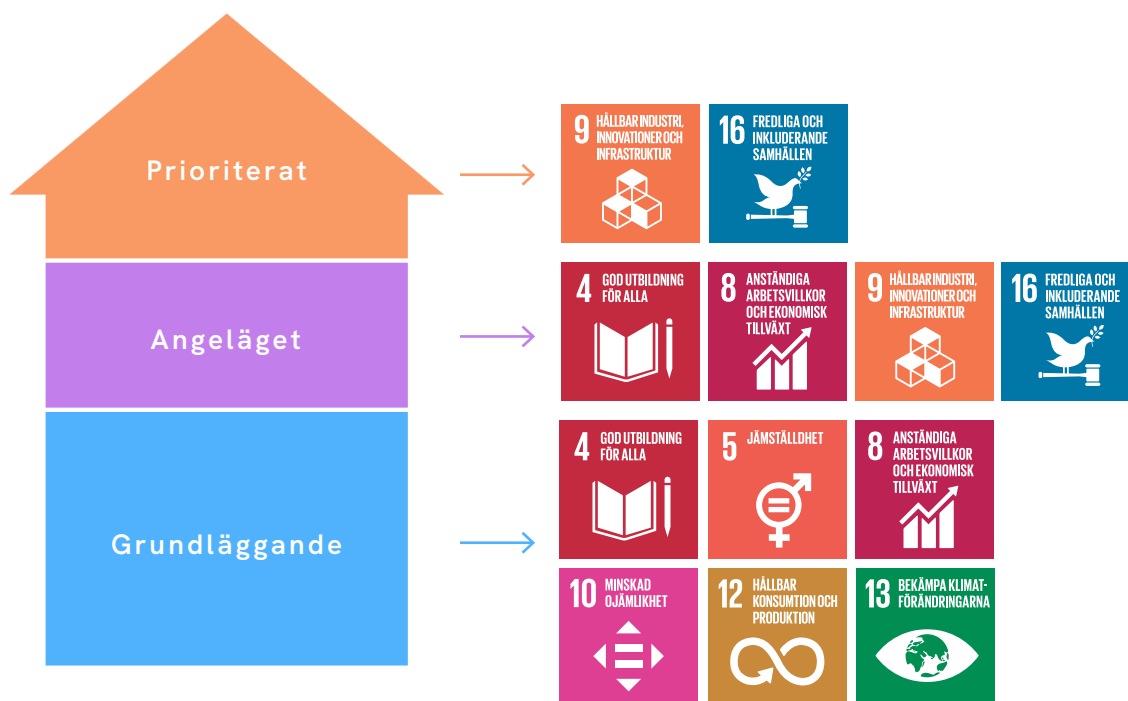 Prioriterat
9 HÅLLBAR INDUSTRI,
INNOVATIONER OCH
INFRASTRUKTUR
16 FREDLIGA OCH
INKLUDERANDE
SAMHÄLLEN
Angeläget
4 GOD UTBILDNING
FÖR ALLA
8 ANSTÄNDIGA
ARBETSVILLKOR
OCH EKONOMISK
TILLVÄXT
9 HÅLLBAR INDUSTRI,
INNOVATIONER OCH
INFRASTRUKTUR
16 FREDLIGA OCH
INKLUDERANDE
SAMHÄLLEN
Grundläggande
4 GOD UTBILDNING
FÖR ALLA
5 JÄMSTÄLLDHET
8 ANSTÄNDIGA
ARBETSVILLKOR
OCH EKONOMISK
TILLVÄXT
10 MINSKAD
OJÄMLIKHET
12 HÅLLBAR
KONSUMTION OCH
PRODUKTION
13 BEKÄMPA KLIMAT-
FÖRÄNDRINGARNA